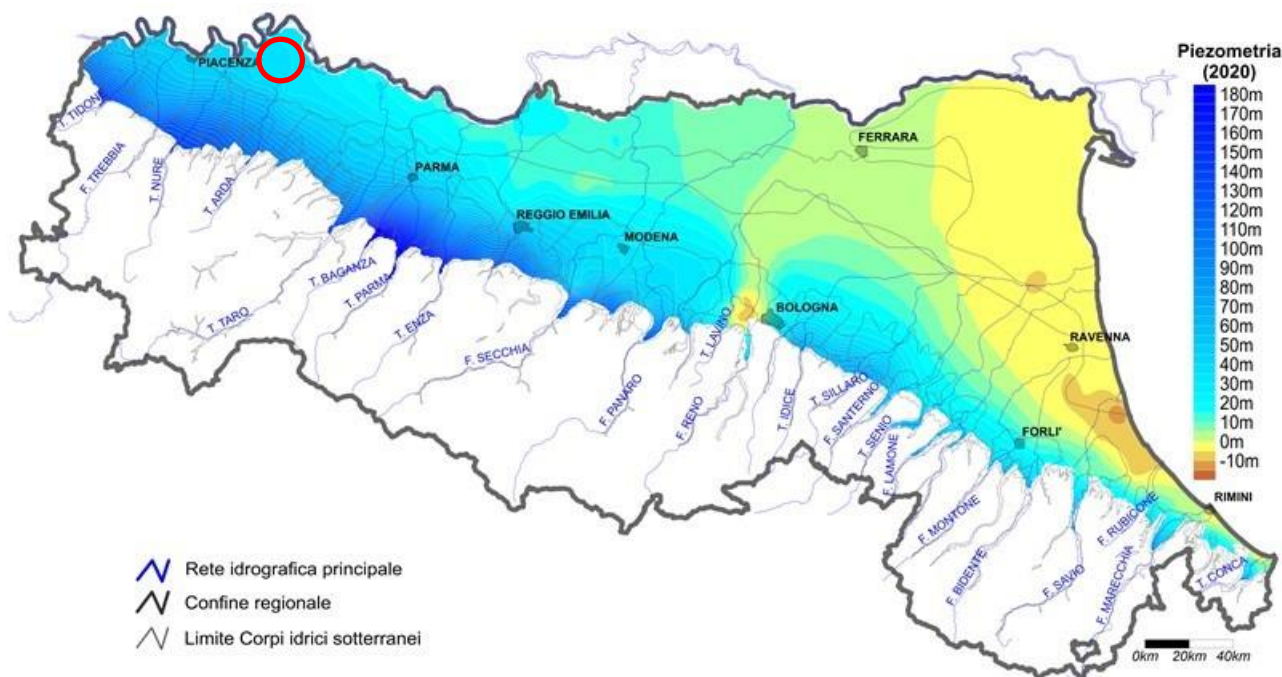 Piezometria
(2020)
180m
170m
160m
150m
140m
130m
120m
110m
100m
90m
80m
70m
60m
50m
40m
30m
20m
10m
0m
-10m
PIACENZA
PARMA
REGGIO EMILIA
MODENA
BOLOGNA
FERRARA
RAVENNA
FORLI'
RIMINI
T. TIDONE
F. TREBBIA
T. NURE
T. ARDA
T. TARO
T. BAGANZA
T. PARMA
T. ENZA
F. SECCHIA
F. PANARO
T. LAVINO
F. RENO
T. IDICE
T. SILLARO
F. SANTERNO
T. SENIO
F. LAMONE
F. MONTONE
F. BIDENTE
F. SAVIO
F. RUBICONE
F. MARECCHIA
T. CONCA
Rete idrografica principale
Confine regionale
Limite Corpi idrici sotterranei
0km 20km 40km